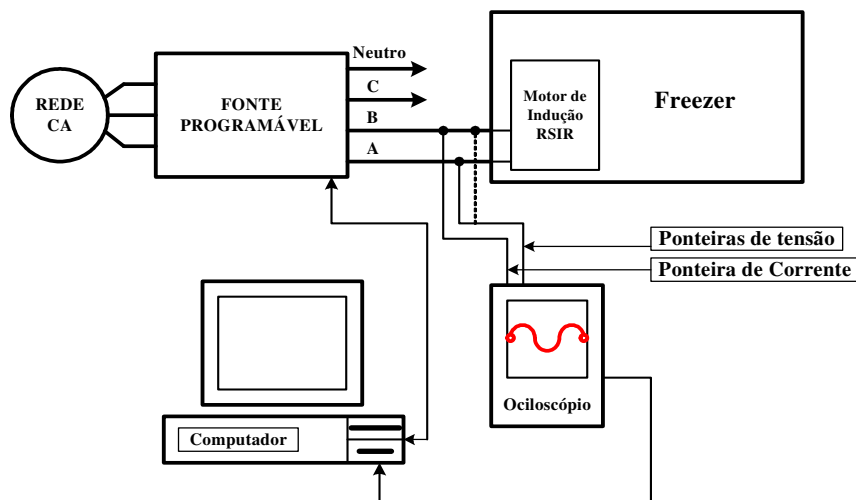 Neutro
C
B
A
REDE
CA
FONTE
PROGRAMÁVEL
Motor de
Indução
RSIR
Freezer
Ponteiras de tensão
Ponteira de Corrente
Ociloscópio
Computador